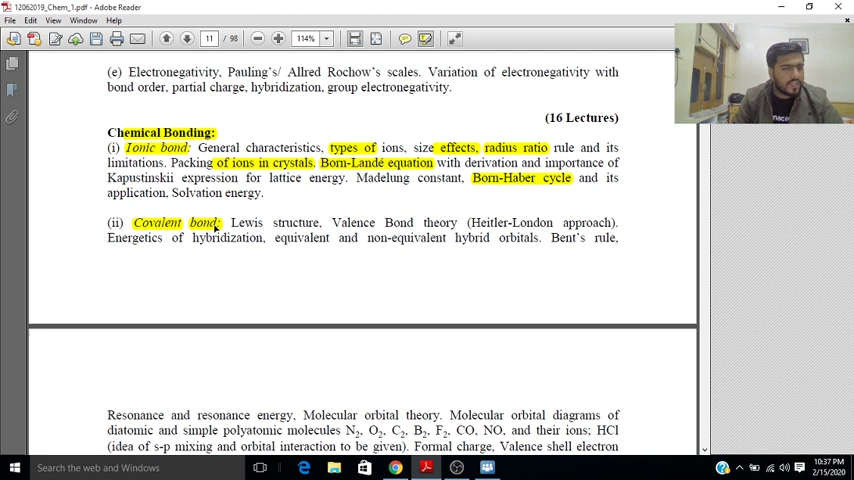 12062019_Chem_1.pdf - Adobe Reader
File Edit View Window Help
11 / 98 114%
(e) Electronegativity, Pauling's/ Allred Rochow's scales. Variation of electronegativity with
bond order, partial charge, hybridization, group electronegativity.
(16 Lectures)
Chemical Bonding:
(i) Ionic bond: General characteristics, types of ions, size effects, radius ratio rule and its
limitations. Packing of ions in crystals. Born-Landé equation with derivation and importance of
Kapustinskii expression for lattice energy. Madelung constant, Born-Haber cycle and its
application, Solvation energy.
(ii) Covalent bond: Lewis structure, Valence Bond theory (Heitler-London approach).
Energetics of hybridization, equivalent and non-equivalent hybrid orbitals. Bent's rule,
Resonance and resonance energy, Molecular orbital theory. Molecular orbital diagrams of
diatomic and simple polyatomic molecules N₂, O₂, C₂, B₂, F₂, CO, NO, and their ions; HCl
(idea of s-p mixing and orbital interaction to be given). Formal charge, Valence shell electron
Search the web and Windows
10:37 PM
2/15/2020